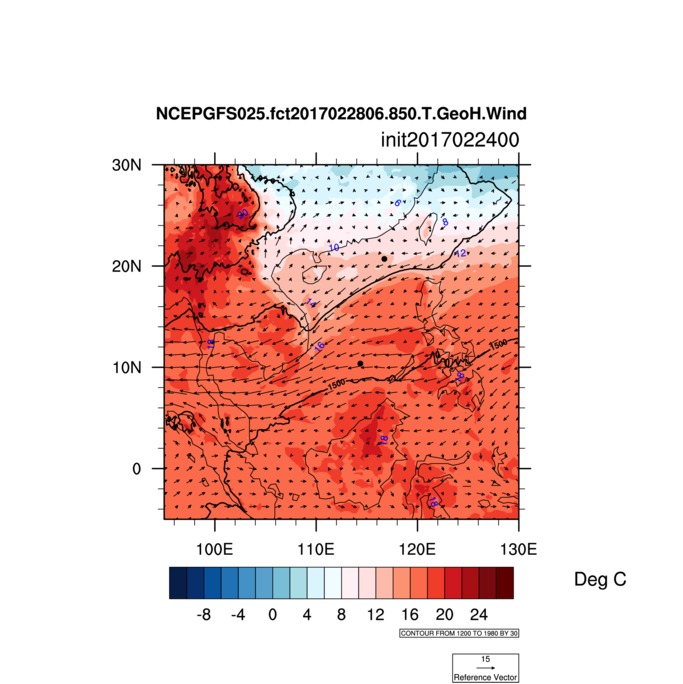 NCEPGFS025.fct2017022806.850.T.GeoH.Wind
init2017022400
30N
20N
10N
0
100E 110E 120E 130E
6
8
10
12
14
16
18
18
18
18
1500
1500
Deg C
-8 -4 0 4 8 12 16 20 24
CONTOUR FROM 1200 TO 1980 BY 30
15
Reference Vector